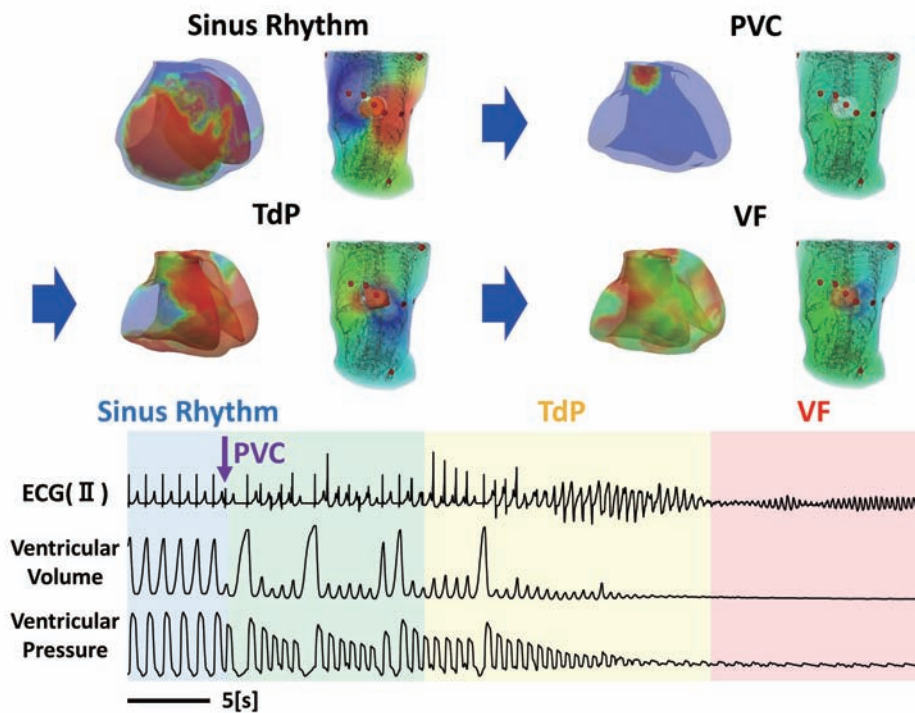 Sinus Rhythm
PVC
TdP
VF
Sinus Rhythm
TdP
VF
PVC
ECG(Ⅱ)
Ventricular
Volume
Ventricular
Pressure
5[s]